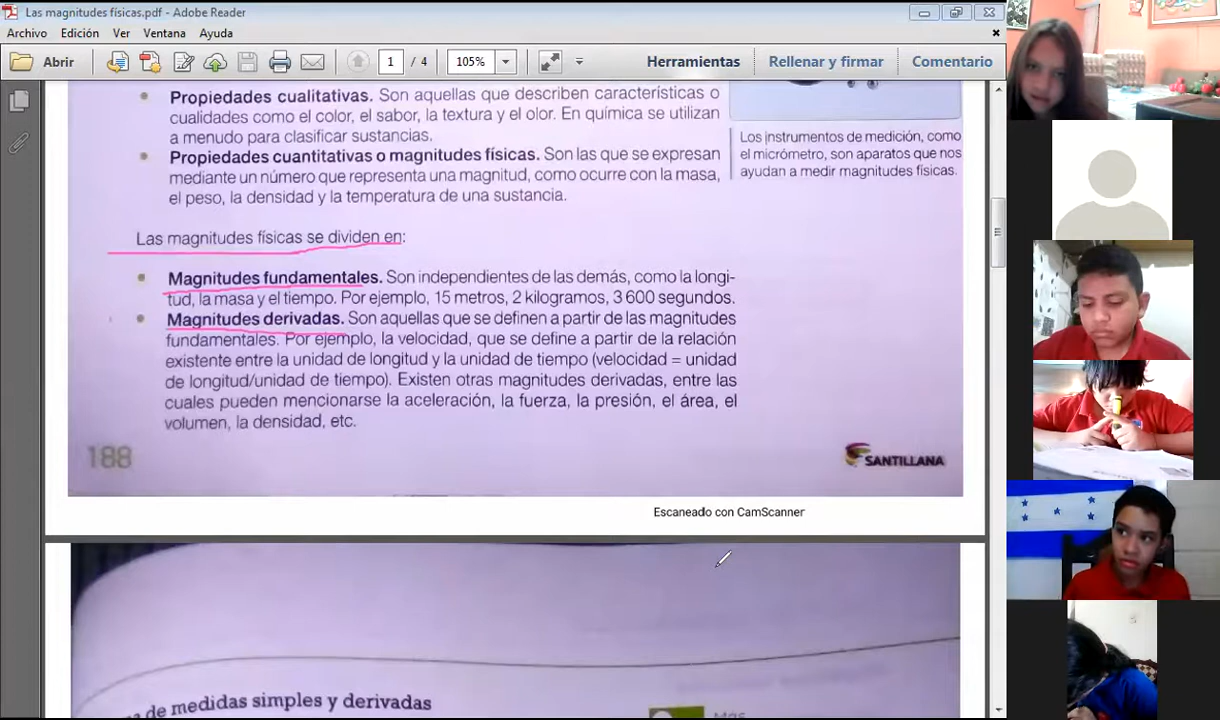 Las magnitudes físicas.pdf - Adobe Reader
Archivo Edición Ver Ventana Ayuda
Abrir 1 / 4 105% Herramientas Rellenar y firmar Comentario
Propiedades cualitativas. Son aquellas que describen características o
cualidades como el color, el sabor, la textura y el olor. En química se utilizan
a menudo para clasificar sustancias.
Propiedades cuantitativas o magnitudes físicas. Son las que se expresan
mediante un número que representa una magnitud, como ocurre con la masa,
el peso, la densidad y la temperatura de una sustancia.
Los instrumentos de medición, como
el micrómetro, son aparatos que nos
ayudan a medir magnitudes físicas.
Las magnitudes físicas se dividen en:
Magnitudes fundamentales. Son independientes de las demás, como la longi-
tud, la masa y el tiempo. Por ejemplo, 15 metros, 2 kilogramos, 3 600 segundos.
Magnitudes derivadas. Son aquellas que se definen a partir de las magnitudes
fundamentales. Por ejemplo, la velocidad, que se define a partir de la relación
existente entre la unidad de longitud y la unidad de tiempo (velocidad = unidad
de longitud/unidad de tiempo). Existen otras magnitudes derivadas, entre las
cuales pueden mencionarse la aceleración, la fuerza, la presión, el área, el
volumen, la densidad, etc.
188
SANTILLANA
Escaneado con CamScanner
de medidas simples y derivadas